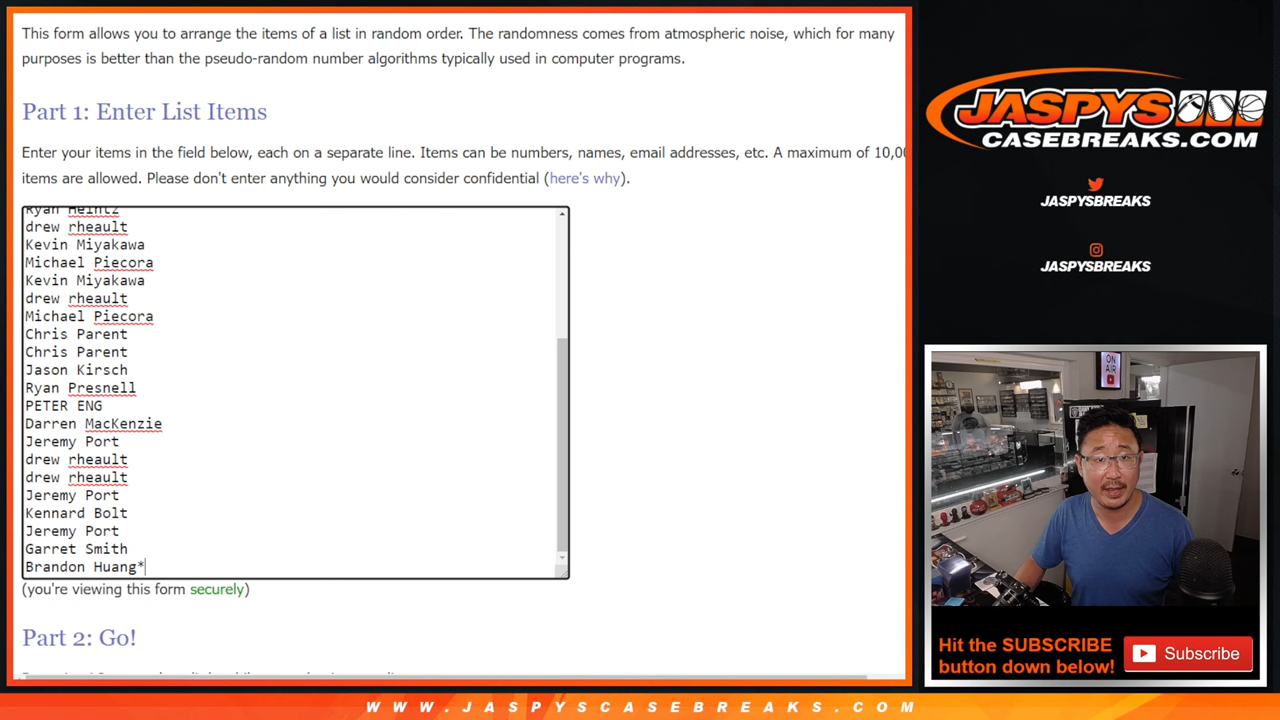 This form allows you to arrange the items of a list in random order. The randomness comes from atmospheric noise, which for many
purposes is better than the pseudo-random number algorithms typically used in computer programs.
Part 1: Enter List Items
Enter your items in the field below, each on a separate line. Items can be numbers, names, email addresses, etc. A maximum of 10,00
items are allowed. Please don't enter anything you would consider confidential (here's why).
Ryan Heintz
drew rheault
Kevin Miyakawa
Michael Piecora
Kevin Miyakawa
drew rheault
Michael Piecora
Chris Parent
Chris Parent
Jason Kirsch
Ryan Presnell
PETER ENG
Darren MacKenzie
Jeremy Port
drew rheault
drew rheault
Jeremy Port
Kennard Bolt
Jeremy Port
Garret Smith
Brandon Huang*
(you're viewing this form securely)
Part 2: Go!
JASPYS
CASEBREAKS.COM
JASPYSBREAKS
JASPYSBREAKS
ON
AIR
Hit the SUBSCRIBE
button down below!
Subscribe
WWW.JASPYSCASEBREAKS.COM